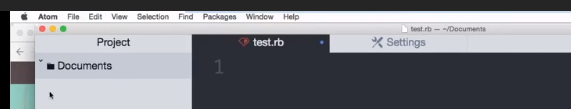 Atom File Edit View Selection Find Packages Window Help
test.rb — ~/Documents
Project test.rb Settings
Documents
1